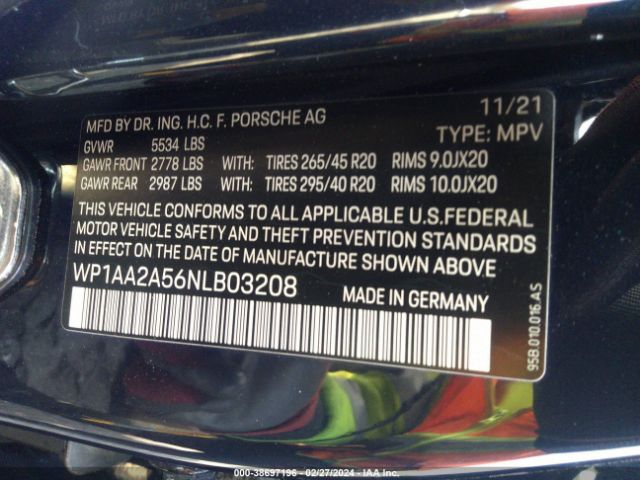 MFD BY DR. ING. H.C. F. PORSCHE AG 11/21
GVWR 5534 LBS TYPE: MPV
GAWR FRONT 2778 LBS WITH: TIRES 265/45 R20 RIMS 9.0JX20
GAWR REAR 2987 LBS WITH: TIRES 295/40 R20 RIMS 10.0JX20
THIS VEHICLE CONFORMS TO ALL APPLICABLE U.S.FEDERAL
MOTOR VEHICLE SAFETY AND THEFT PREVENTION STANDARDS
IN EFFECT ON THE DATE OF MANUFACTURE SHOWN ABOVE
WP1AA2A56NLB03208 MADE IN GERMANY
95B.010.016.AS
000-38697196 - 02/27/2024 - IAA Inc.